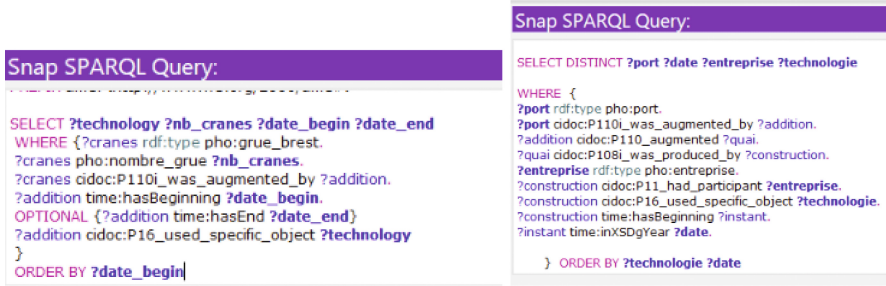 Snap SPARQL Query:
SELECT ?technology ?nb_cranes ?date_begin ?date_end
WHERE {?cranes rdf:type pho:grue_brest.
?cranes pho:nombre_grue ?nb_cranes.
?cranes cidoc:P110i_was_augmented_by ?addition.
?addition time:hasBeginning ?date_begin.
OPTIONAL {?addition time:hasEnd ?date_end}
?addition cidoc:P16_used_specific_object ?technology
}
ORDER BY ?date_begin
Snap SPARQL Query:
SELECT DISTINCT ?port ?date ?entreprise ?technologie
WHERE {
?port rdf:type pho:port.
?port cidoc:P110i_was_augmented_by ?addition.
?addition cidoc:P110_augmented ?quai.
?quai cidoc:P108i_was_produced_by ?construction.
?entreprise rdf:type pho:entreprise.
?construction cidoc:P11_had_participant ?entreprise.
?construction cidoc:P16_used_specific_object ?technologie.
?construction time:hasBeginning ?instant.
?instant time:inXSDgYear ?date.
} ORDER BY ?technologie ?date